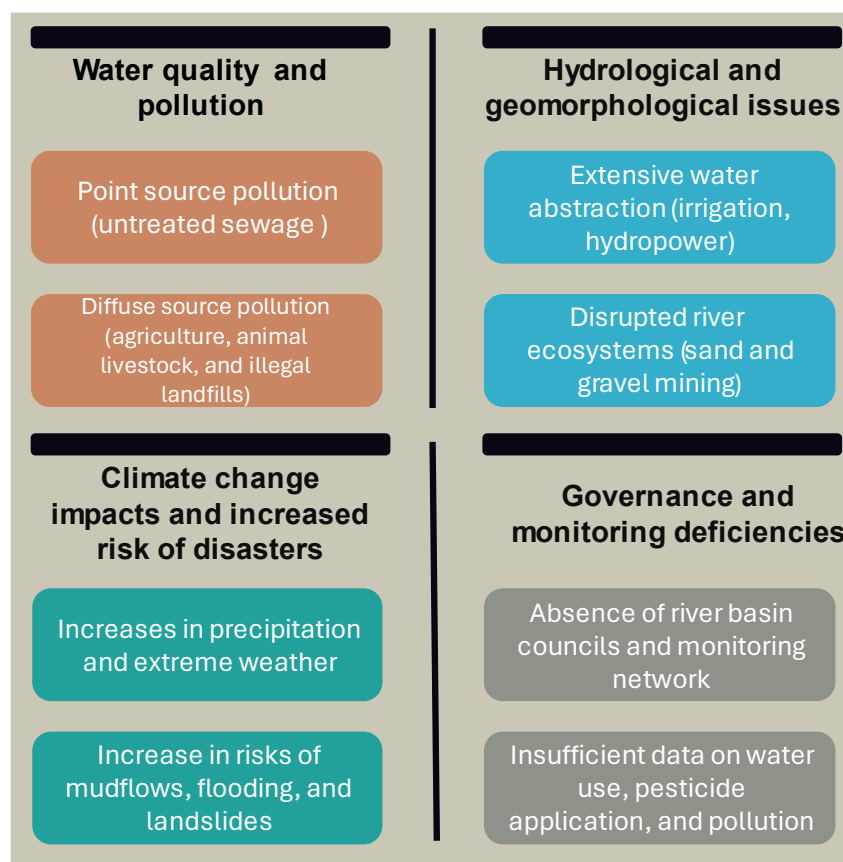 Water quality and
pollution
Point source pollution
(untreated sewage )
Diffuse source pollution
(agriculture, animal
livestock, and illegal
landfills)
Hydrological and
geomorphological issues
Extensive water
abstraction (irrigation,
hydropower)
Disrupted river
ecosystems (sand and
gravel mining)
Climate change
impacts and increased
risk of disasters
Increases in precipitation
and extreme weather
Increase in risks of
mudflows, flooding, and
landslides
Governance and
monitoring deficiencies
Absence of river basin
councils and monitoring
network
Insufficient data on water
use, pesticide
application, and pollution